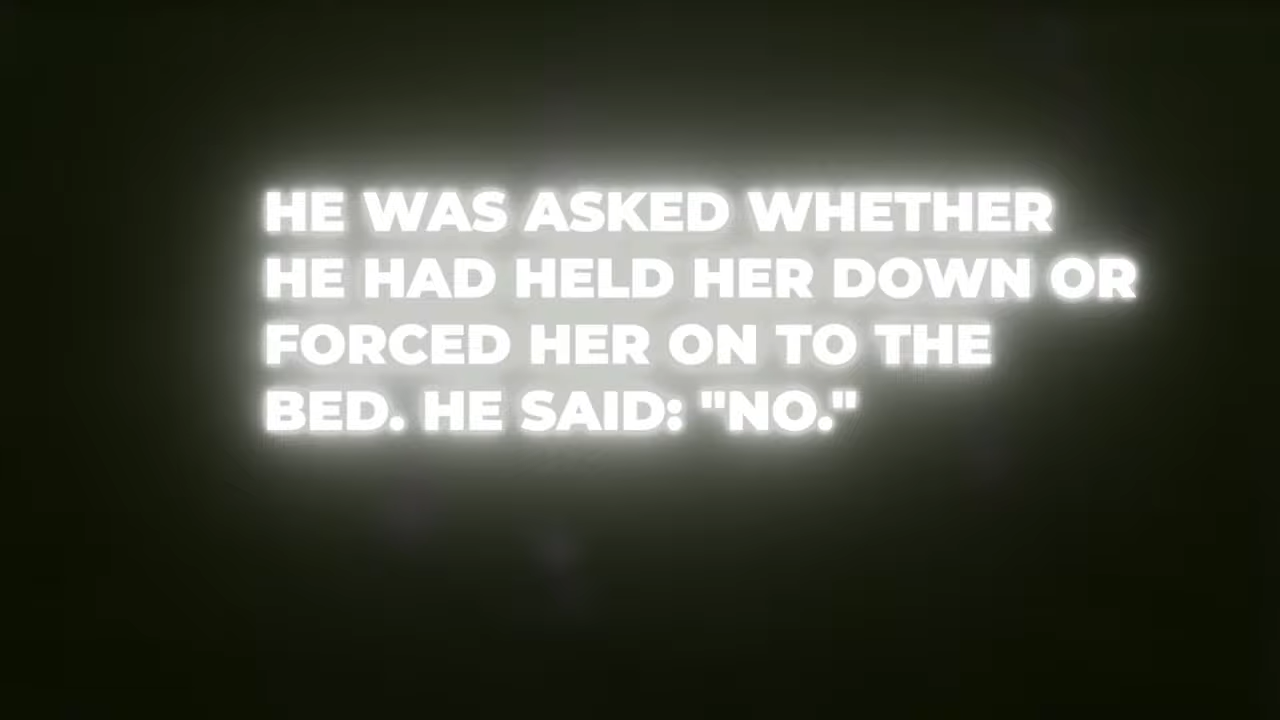 HE WAS ASKED WHETHER
HE HAD HELD HER DOWN OR
FORCED HER ON TO THE
BED. HE SAID: "NO."